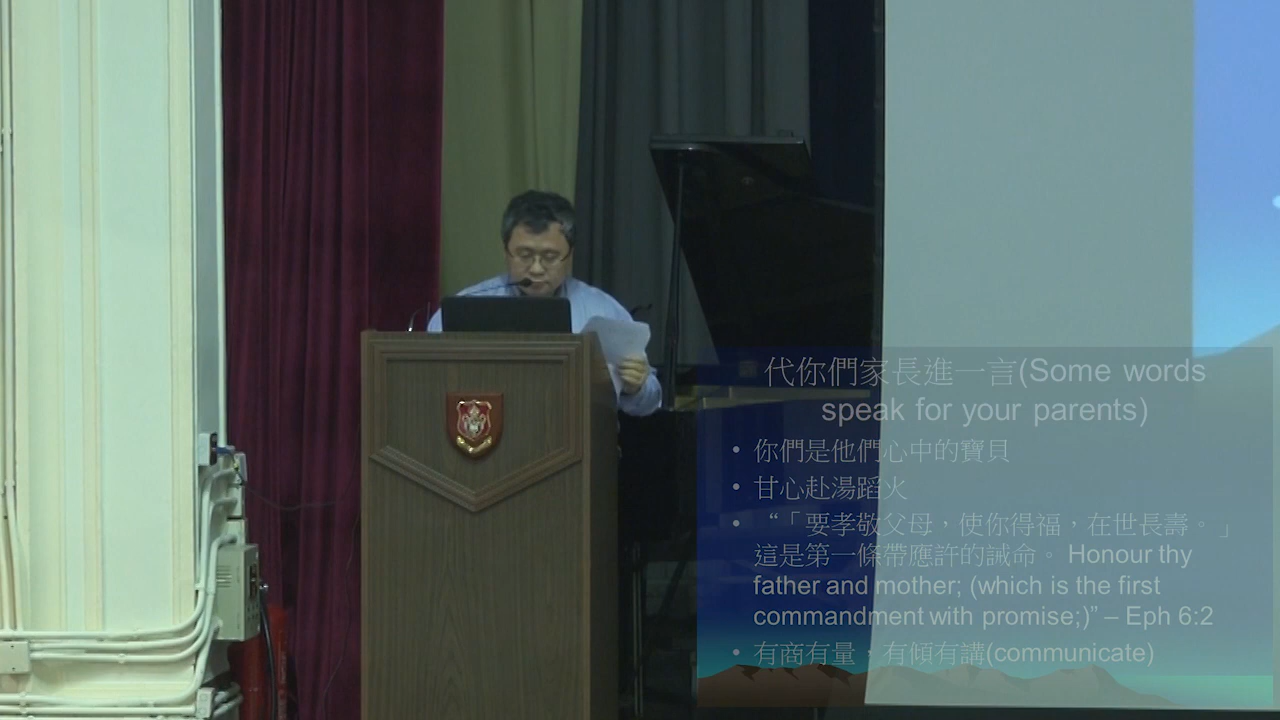 代你們家長進一言(Some words
speak for your parents)
• 你們是他們心中的寶貝
• 甘心赴湯蹈火
• “「要孝敬父母，使你得福，在世長壽。」
這是第一條帶應許的誡命。 Honour thy
father and mother; (which is the first
commandment with promise;)” – Eph 6:2
• 有商有量，有傾有講(communicate)